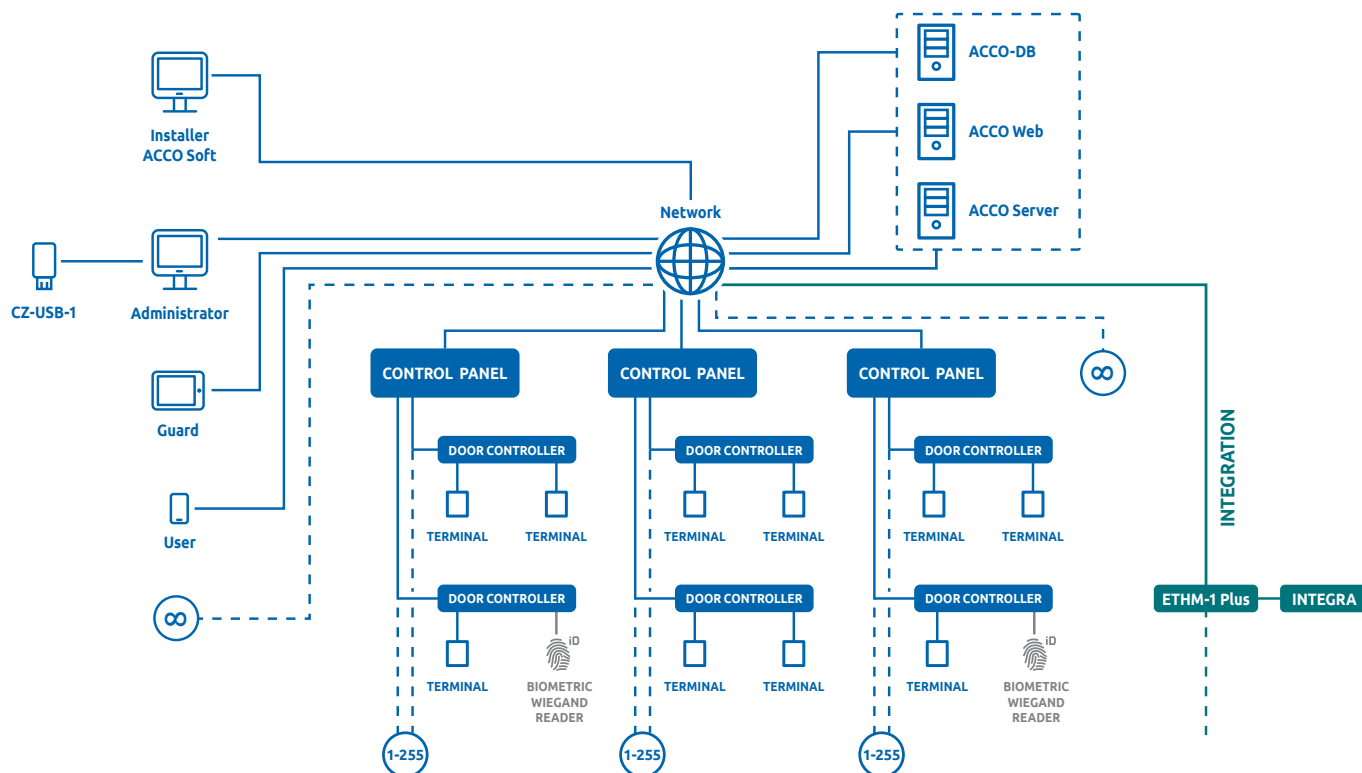 ACCO-DB
Installer
ACCO Soft
ACCO Web
Network
ACCO Server
CZ-USB-1
Administrator
CONTROL PANEL
CONTROL PANEL
CONTROL PANEL
∞
Guard
INTEGRATION
DOOR CONTROLLER
DOOR CONTROLLER
DOOR CONTROLLER
TERMINAL
TERMINAL
TERMINAL
TERMINAL
TERMINAL
TERMINAL
User
∞
DOOR CONTROLLER
DOOR CONTROLLER
DOOR CONTROLLER
ETHM-1 Plus
INTEGRA
iD
iD
TERMINAL
BIOMETRIC
WIEGAND
READER
TERMINAL
TERMINAL
TERMINAL
BIOMETRIC
WIEGAND
READER
1-255
1-255
1-255